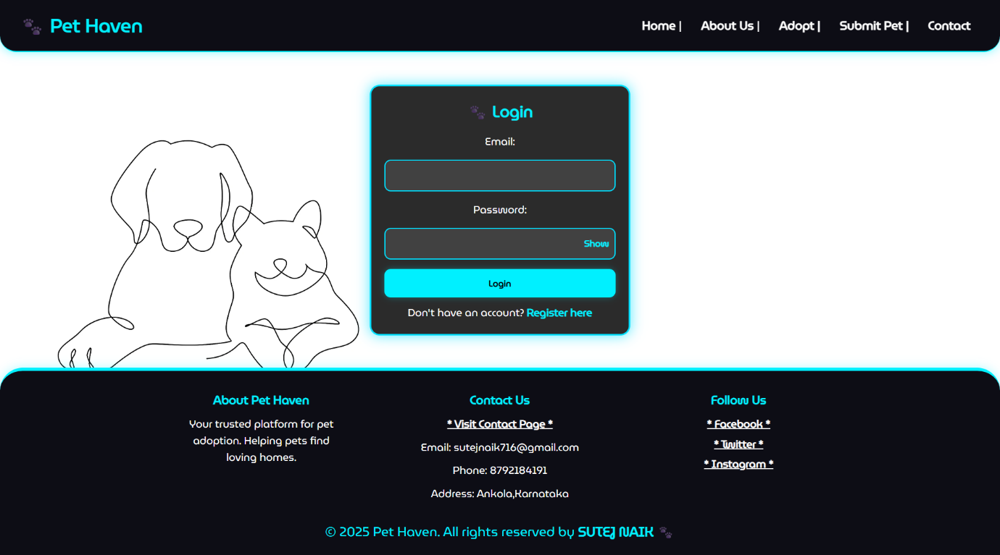 🐾 Pet Haven
Home | About Us | Adopt | Submit Pet | Contact
🐾 Login
Email:
Password:
Show
Login
Don't have an account? Register here
About Pet Haven
Your trusted platform for pet
adoption. Helping pets find
loving homes.
Contact Us
* Visit Contact Page *
Email: sutejnaik716@gmail.com
Phone: 8792184191
Address: Ankola,Karnataka
Follow Us
* Facebook *
* Twitter *
* Instagram *
© 2025 Pet Haven. All rights reserved by SUTEJ NAIK 🐾